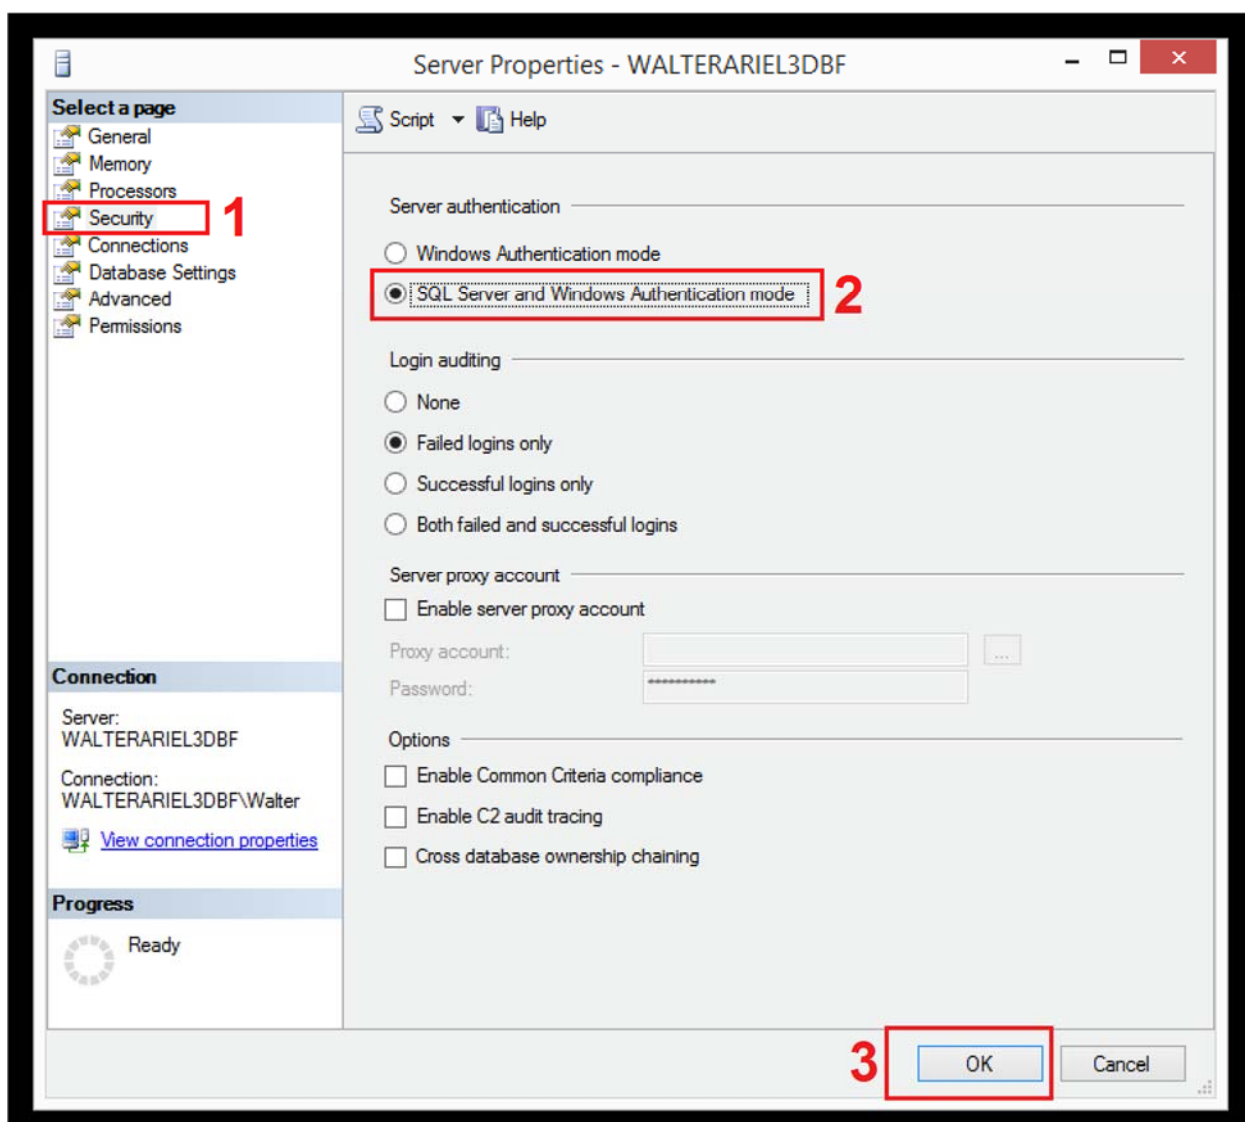 Server Properties - WALTERARIEL3DBF
Select a page
General
Memory
Processors
Security
1
Connections
Database Settings
Advanced
Permissions
Script
Help
Server authentication
Windows Authentication mode
SQL Server and Windows Authentication mode
2
Login auditing
None
Failed logins only
Successful logins only
Both failed and successful logins
Server proxy account
Enable server proxy account
Proxy account:
...
Password:
**********
Options
Enable Common Criteria compliance
Enable C2 audit tracing
Cross database ownership chaining
Connection
Server:
WALTERARIEL3DBF
Connection:
WALTERARIEL3DBF\Walter
View connection properties
Progress
Ready
3
OK
Cancel